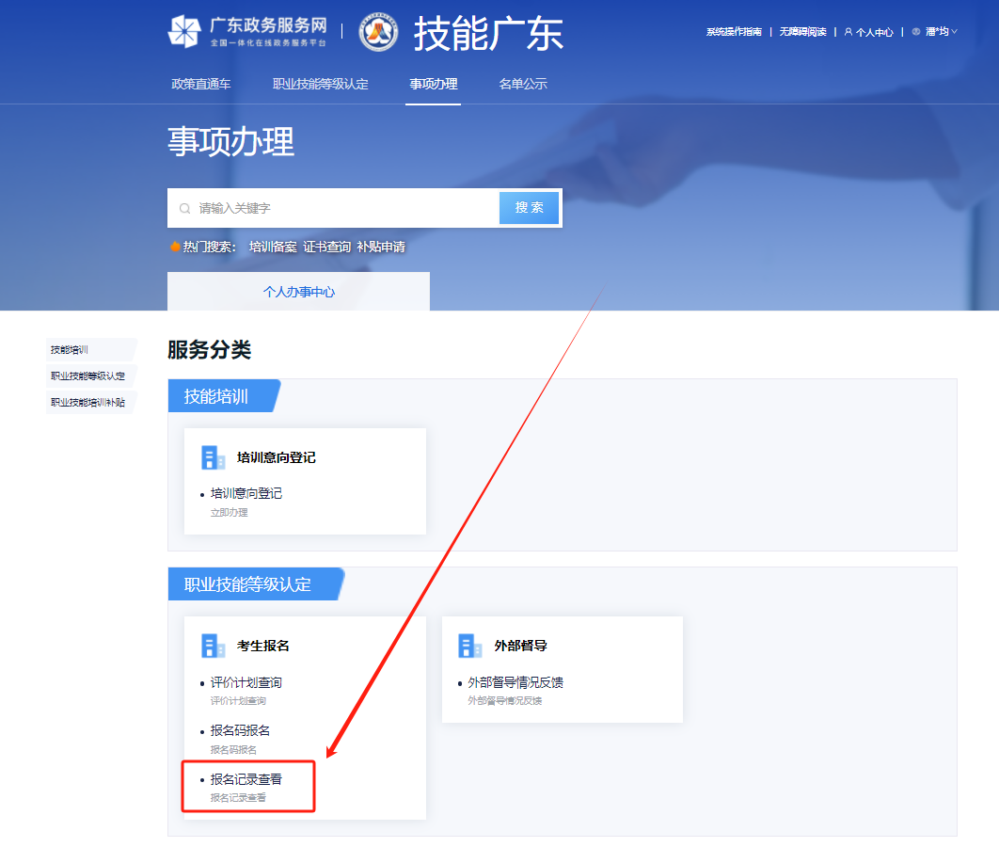 广东政务服务网
全国一体化在线政务服务平台
技能广东
系统操作指南 | 无障碍阅读 | 个人中心 | 潘*均
政策直通车 职业技能等级认定 事项办理 名单公示
事项办理
请输入关键字 搜 索
热门搜索： 培训备案 证书查询 补贴申请
个人办事中心
技能培训
职业技能等级认定
职业技能培训补贴
服务分类
技能培训
培训意向登记
培训意向登记
立即办理
职业技能等级认定
考生报名
评价计划查询
评价计划查询
报名码报名
报名码报名
报名记录查看
报名记录查看
外部督导
外部督导情况反馈
外部督导情况反馈